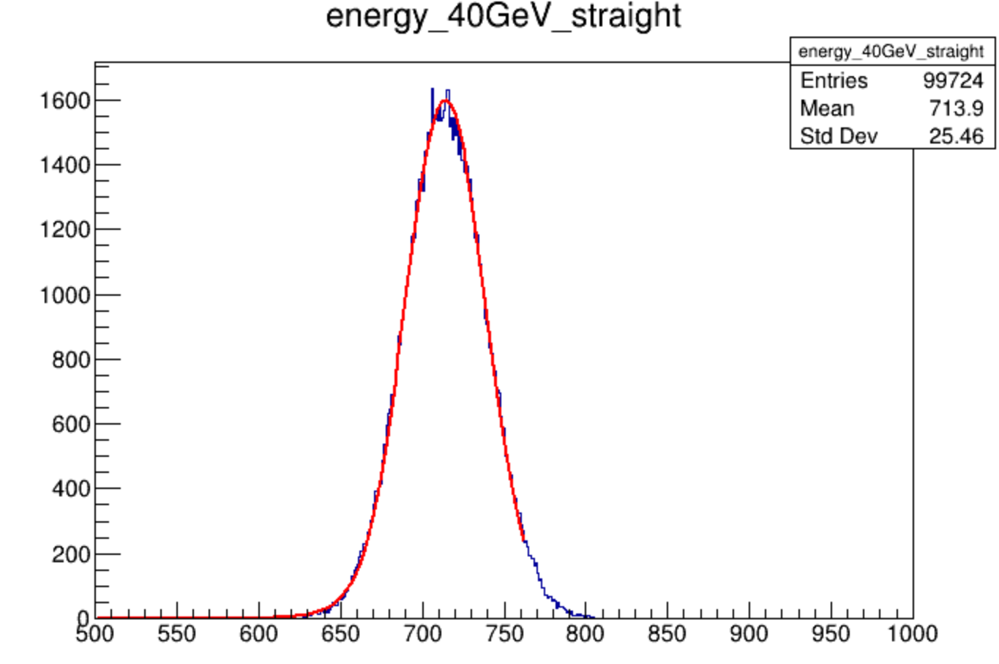 energy_40GeV_straight
energy_40GeV_straight
Entries 99724
Mean 713.9
Std Dev 25.46
1600
1400
1200
1000
800
600
400
200
0
500 550 600 650 700 750 800 850 900 950 1000